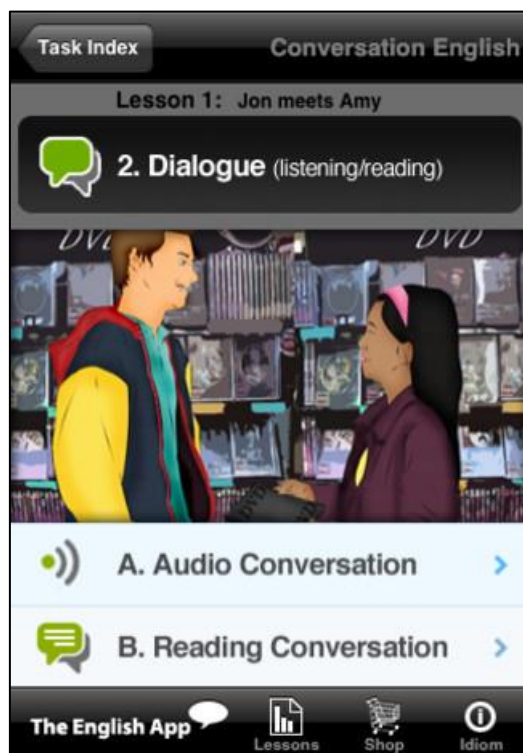 Task Index
Conversation English
Lesson 1: Jon meets Amy
2. Dialogue (listening/reading)
DVD
DVD
DVD
A. Audio Conversation
B. Reading Conversation
The English App
Lessons
Shop
Idiom